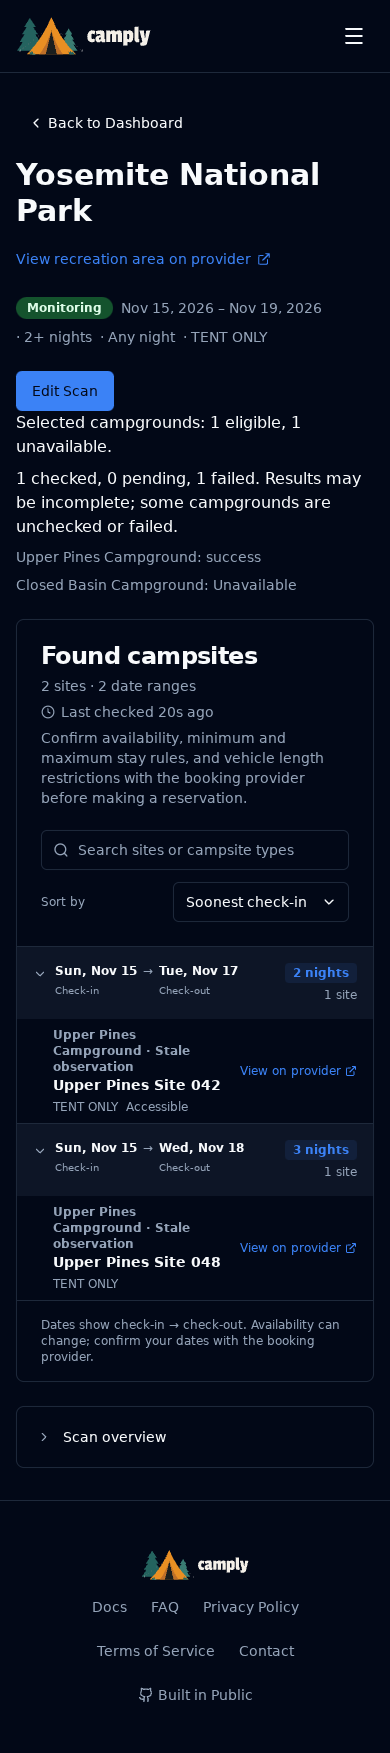 camply
Back to Dashboard
Yosemite National
Park
View recreation area on provider
Monitoring Nov 15, 2026 – Nov 19, 2026
· 2+ nights · Any night · TENT ONLY
Edit Scan
Selected campgrounds: 1 eligible, 1
unavailable.
1 checked, 0 pending, 1 failed. Results may
be incomplete; some campgrounds are
unchecked or failed.
Upper Pines Campground: success
Closed Basin Campground: Unavailable
Found campsites
2 sites · 2 date ranges
Last checked 20s ago
Confirm availability, minimum and
maximum stay rules, and vehicle length
restrictions with the booking provider
before making a reservation.
Search sites or campsite types
Sort by Soonest check-in
Sun, Nov 15 → Tue, Nov 17 2 nights
Check-in Check-out 1 site
Upper Pines
Campground · Stale
observation
View on provider
Upper Pines Site 042
TENT ONLY Accessible
Sun, Nov 15 → Wed, Nov 18 3 nights
Check-in Check-out 1 site
Upper Pines
Campground · Stale
observation
View on provider
Upper Pines Site 048
TENT ONLY
Dates show check-in → check-out. Availability can
change; confirm your dates with the booking
provider.
Scan overview
camply
Docs FAQ Privacy Policy
Terms of Service Contact
Built in Public